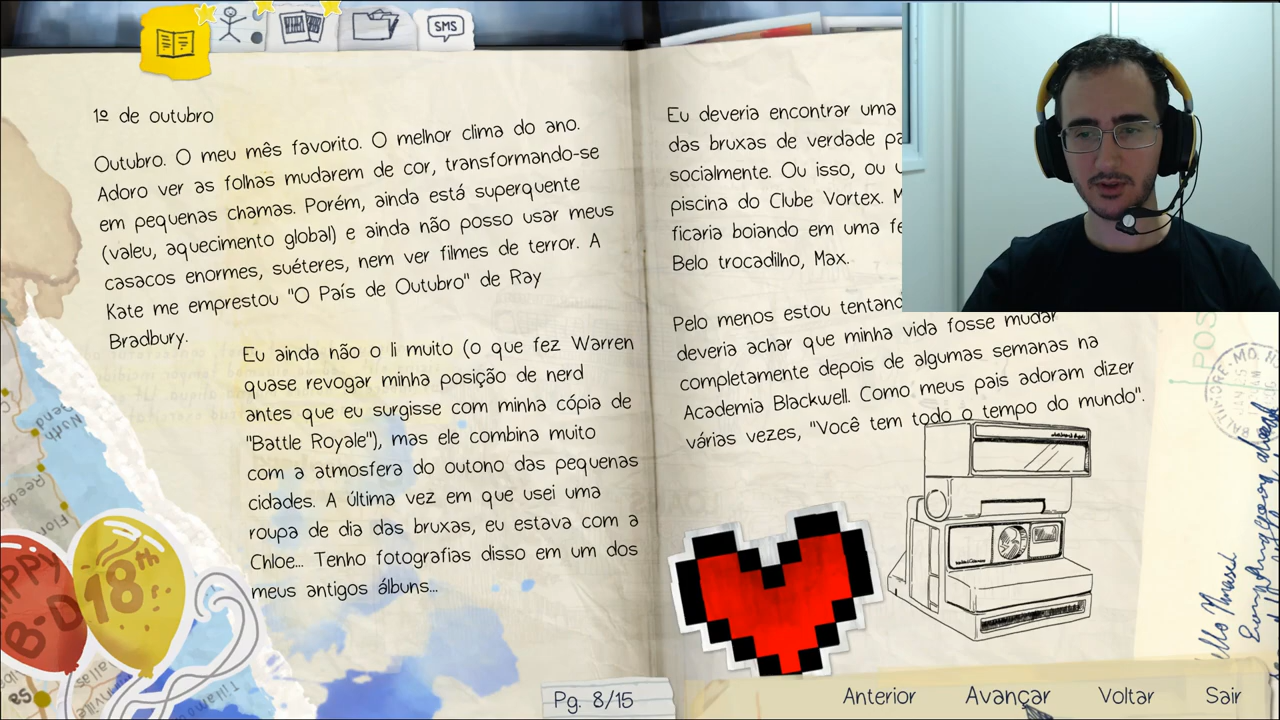 SMS
1º de outubro
Outubro. O meu mês favorito. O melhor clima do ano.
Adoro ver as folhas mudarem de cor, transformando-se
em pequenas chamas. Porém, ainda está superquente
(valeu, aquecimento global) e ainda não posso usar meus
casacos enormes, suéteres, nem ver filmes de terror. A
Kate me emprestou "O País de Outubro" de Ray
Bradbury.
Eu ainda não o li muito (o que fez Warren
quase revogar minha posição de nerd
antes que eu surgisse com minha cópia de
"Battle Royale"), mas ele combina muito
com a atmosfera do outono das pequenas
cidades. A última vez em que usei uma
roupa de dia das bruxas, eu estava com a
Chloe... Tenho fotografias disso em um dos
meus antigos álbuns...
Eu deveria encontrar uma
das bruxas de verdade
socialmente. Ou isso, ou
piscina do Clube Vortex.
ficaria boiando em uma
Belo trocadilho, Max.
Pelo menos estou
deveria achar que minha vida fosse mudar
completamente depois de algumas semanas na
Academia Blackwell. Como meus pais adoram dizer
várias vezes, "Você tem todo o tempo do mundo".
18th
B-D
Pg. 8/15
Anterior Avançar Voltar Sair